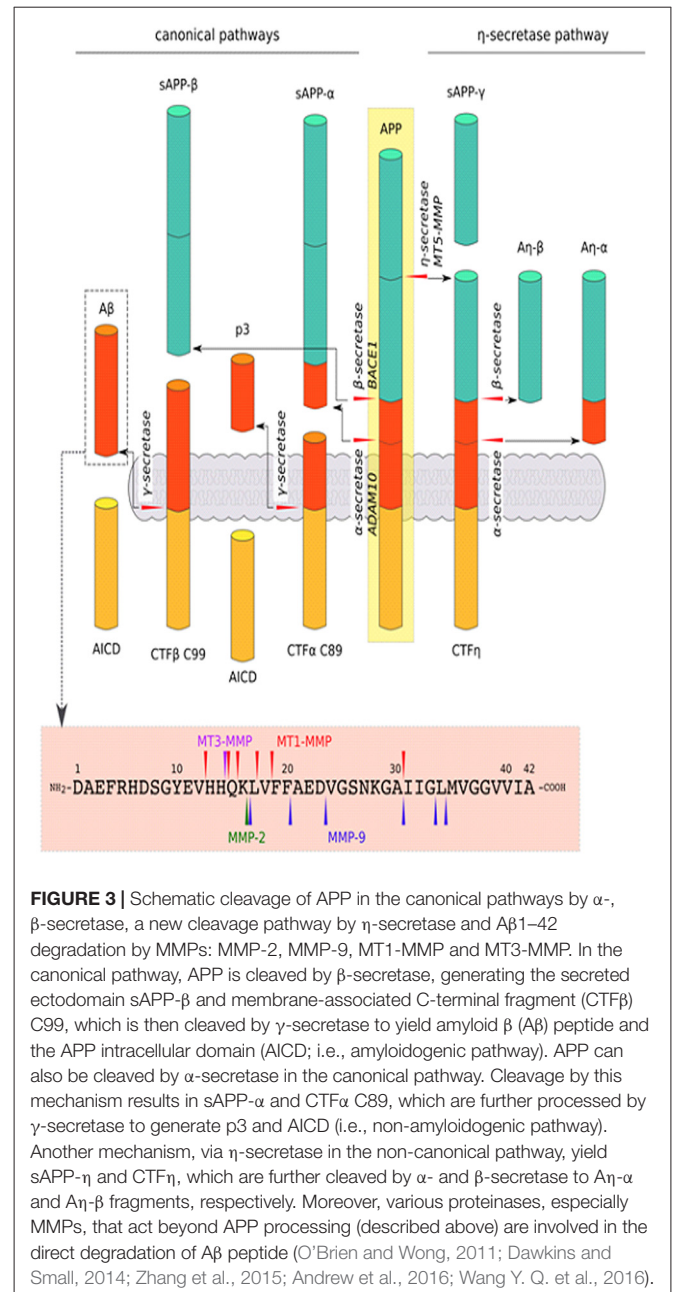 canonical pathways
η-secretase pathway
sAPP-β
sAPP-α
sAPP-γ
APP
η-secretase
MT5-MMP
Aη-β
Aη-α
Aβ
p3
β-secretase
BACE1
β-secretase
γ-secretase
γ-secretase
α-secretase
ADAM10
α-secretase
AICD
CTFβ C99
AICD
CTFα C89
CTFη
MT3-MMP
MT1-MMP
1 10 20 30 40 42
NH₂-DAEFRHDSGYEVHHQKLVFFAEDVGSNKGAIIGLMVGGVVIA-COOH
MMP-2
MMP-9
FIGURE 3 | Schematic cleavage of APP in the canonical pathways by α-,
β-secretase, a new cleavage pathway by η-secretase and Aβ1–42
degradation by MMPs: MMP-2, MMP-9, MT1-MMP and MT3-MMP. In the
canonical pathway, APP is cleaved by β-secretase, generating the secreted
ectodomain sAPP-β and membrane-associated C-terminal fragment (CTFβ)
C99, which is then cleaved by γ-secretase to yield amyloid β (Aβ) peptide and
the APP intracellular domain (AICD; i.e., amyloidogenic pathway). APP can
also be cleaved by α-secretase in the canonical pathway. Cleavage by this
mechanism results in sAPP-α and CTFα C89, which are further processed by
γ-secretase to generate p3 and AICD (i.e., non-amyloidogenic pathway).
Another mechanism, via η-secretase in the non-canonical pathway, yield
sAPP-η and CTFη, which are further cleaved by α- and β-secretase to Aη-α
and Aη-β fragments, respectively. Moreover, various proteinases, especially
MMPs, that act beyond APP processing (described above) are involved in the
direct degradation of Aβ peptide (O’Brien and Wong, 2011; Dawkins and
Small, 2014; Zhang et al., 2015; Andrew et al., 2016; Wang Y. Q. et al., 2016).